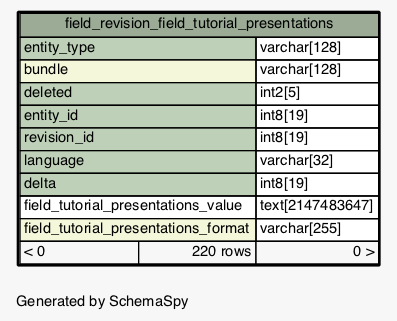 field_revision_field_tutorial_presentations
entity_type varchar[128]
bundle varchar[128]
deleted int2[5]
entity_id int8[19]
revision_id int8[19]
language varchar[32]
delta int8[19]
field_tutorial_presentations_value text[2147483647]
field_tutorial_presentations_format varchar[255]
< 0 220 rows 0 >
Generated by SchemaSpy